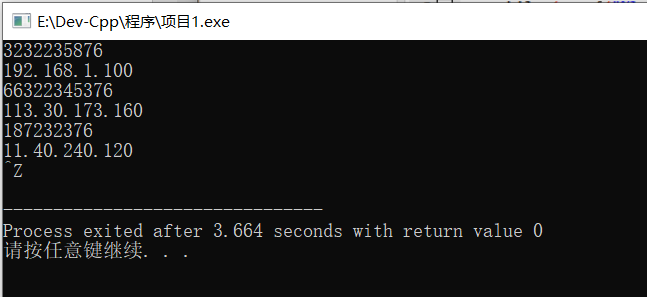 E:\Dev-Cpp\程序\项目1.exe
3232235876
192.168.1.100
66322345376
113.30.173.160
187232376
11.40.240.120
^Z
--------------------------------
Process exited after 3.664 seconds with return value 0
请按任意键继续. . .